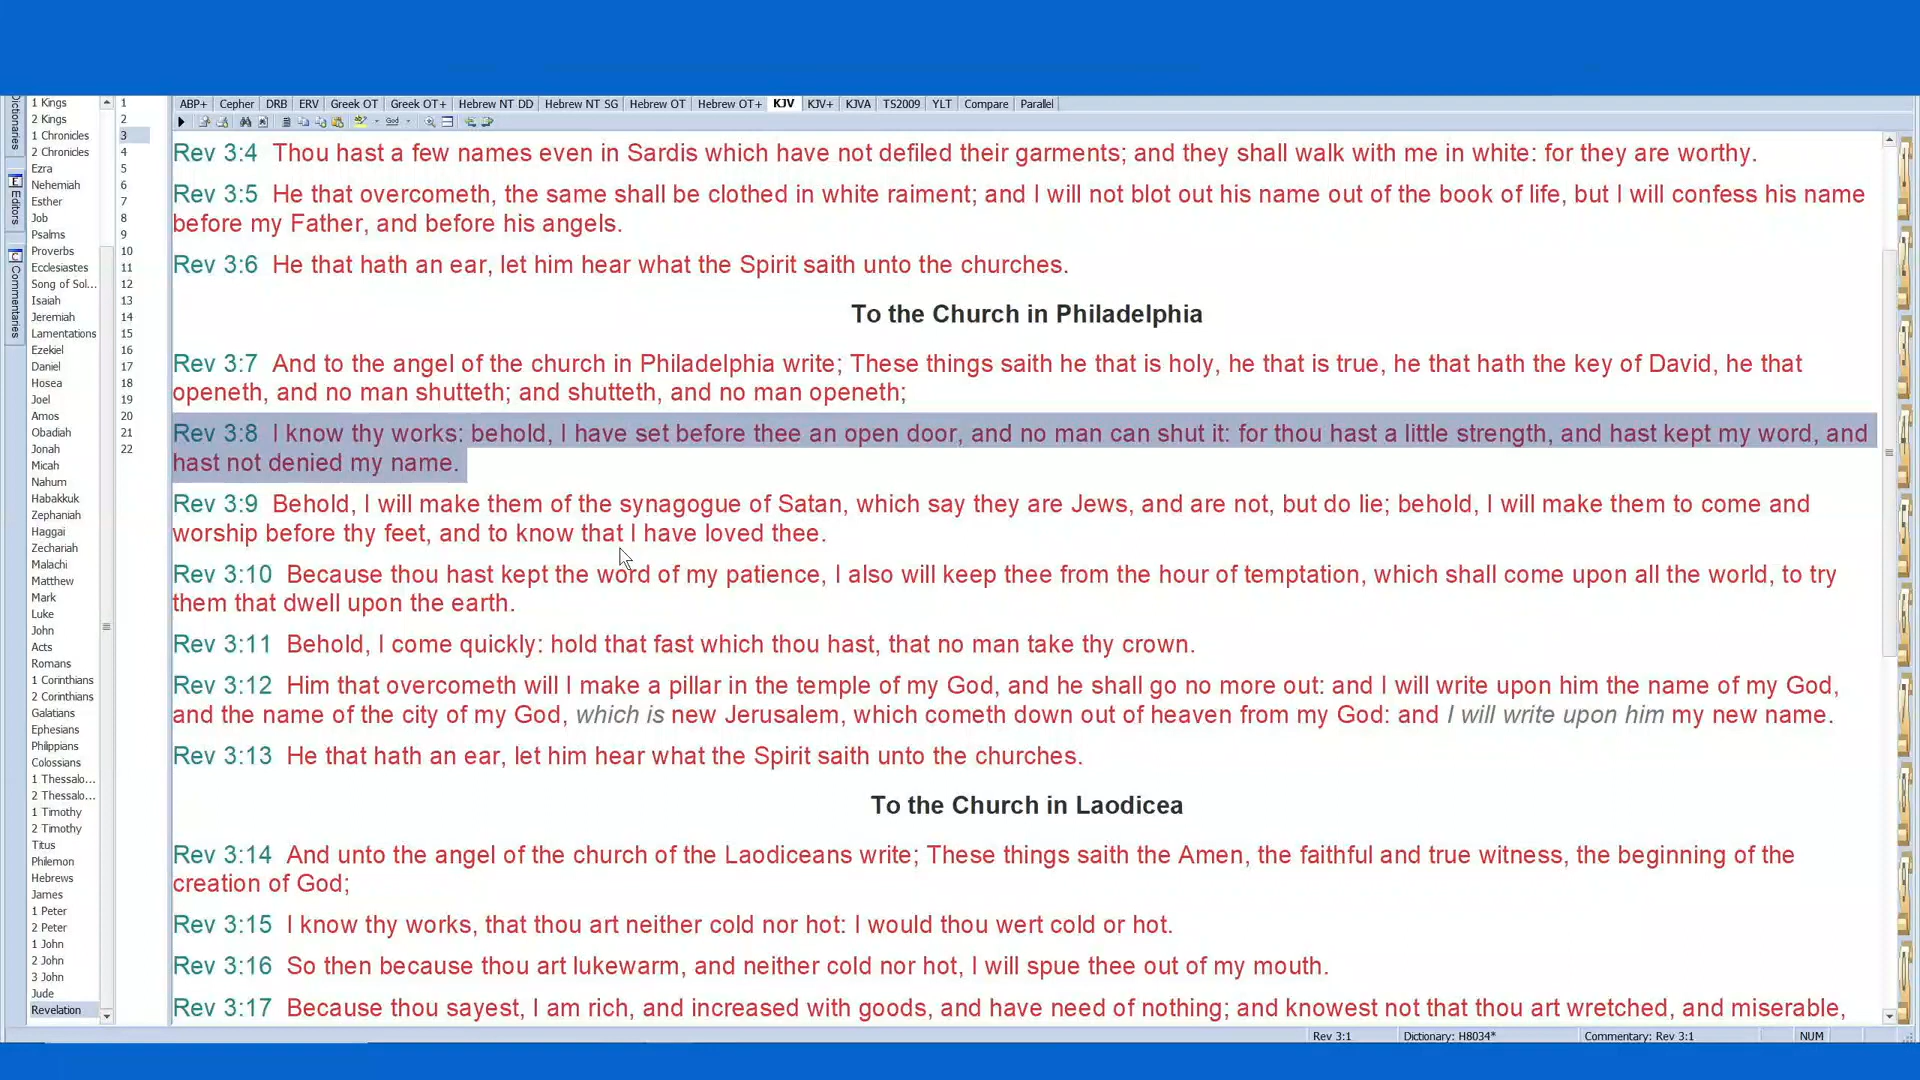 ABP+ Cepher DRB ERV Greek OT Greek OT+ Hebrew NT DD Hebrew NT SG Hebrew OT Hebrew OT+ KJV KJV+ KJVA TS2009 YLT Compare Parallel
Dictionaries
Editors
Commentaries
1 Kings
2 Kings
1 Chronicles
2 Chronicles
Ezra
Nehemiah
Esther
Job
Psalms
Proverbs
Ecclesiastes
Song of Sol...
Isaiah
Jeremiah
Lamentations
Ezekiel
Daniel
Hosea
Joel
Amos
Obadiah
Jonah
Micah
Nahum
Habakkuk
Zephaniah
Haggai
Zechariah
Malachi
Matthew
Mark
Luke
John
Acts
Romans
1 Corinthians
2 Corinthians
Galatians
Ephesians
Philippians
Colossians
1 Thessalo...
2 Thessalo...
1 Timothy
2 Timothy
Titus
Philemon
Hebrews
James
1 Peter
2 Peter
1 John
2 John
3 John
Jude
Revelation
1
2
3
4
5
6
7
8
9
10
11
12
13
14
15
16
17
18
19
20
21
22
Rev 3:4 Thou hast a few names even in Sardis which have not defiled their garments; and they shall walk with me in white: for they are worthy.
Rev 3:5 He that overcometh, the same shall be clothed in white raiment; and I will not blot out his name out of the book of life, but I will confess his name
before my Father, and before his angels.
Rev 3:6 He that hath an ear, let him hear what the Spirit saith unto the churches.
To the Church in Philadelphia
Rev 3:7 And to the angel of the church in Philadelphia write; These things saith he that is holy, he that is true, he that hath the key of David, he that
openeth, and no man shutteth; and shutteth, and no man openeth;
Rev 3:8 I know thy works: behold, I have set before thee an open door, and no man can shut it: for thou hast a little strength, and hast kept my word, and
hast not denied my name.
Rev 3:9 Behold, I will make them of the synagogue of Satan, which say they are Jews, and are not, but do lie; behold, I will make them to come and
worship before thy feet, and to know that I have loved thee.
Rev 3:10 Because thou hast kept the word of my patience, I also will keep thee from the hour of temptation, which shall come upon all the world, to try
them that dwell upon the earth.
Rev 3:11 Behold, I come quickly: hold that fast which thou hast, that no man take thy crown.
Rev 3:12 Him that overcometh will I make a pillar in the temple of my God, and he shall go no more out: and I will write upon him the name of my God,
and the name of the city of my God, which is new Jerusalem, which cometh down out of heaven from my God: and I will write upon him my new name.
Rev 3:13 He that hath an ear, let him hear what the Spirit saith unto the churches.
To the Church in Laodicea
Rev 3:14 And unto the angel of the church of the Laodiceans write; These things saith the Amen, the faithful and true witness, the beginning of the
creation of God;
Rev 3:15 I know thy works, that thou art neither cold nor hot: I would thou wert cold or hot.
Rev 3:16 So then because thou art lukewarm, and neither cold nor hot, I will spue thee out of my mouth.
Rev 3:17 Because thou sayest, I am rich, and increased with goods, and have need of nothing; and knowest not that thou art wretched, and miserable,
Rev 3:1 Dictionary: H8034* Commentary: Rev 3:1 NUM